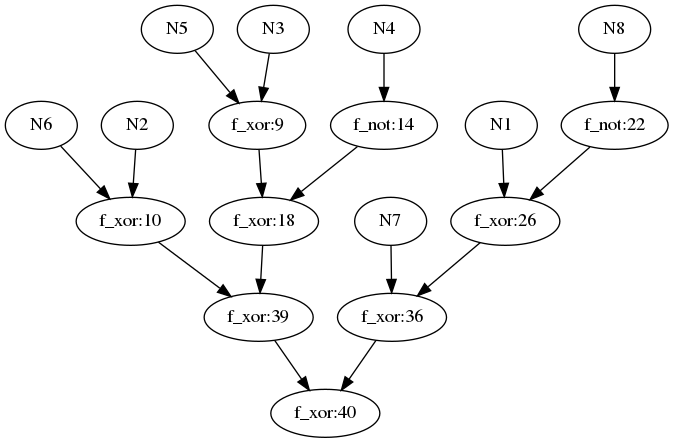 N5
N3
N4
N8
N6
N2
f_xor:9
f_not:14
N1
f_not:22
f_xor:10
f_xor:18
N7
f_xor:26
f_xor:39
f_xor:36
f_xor:40